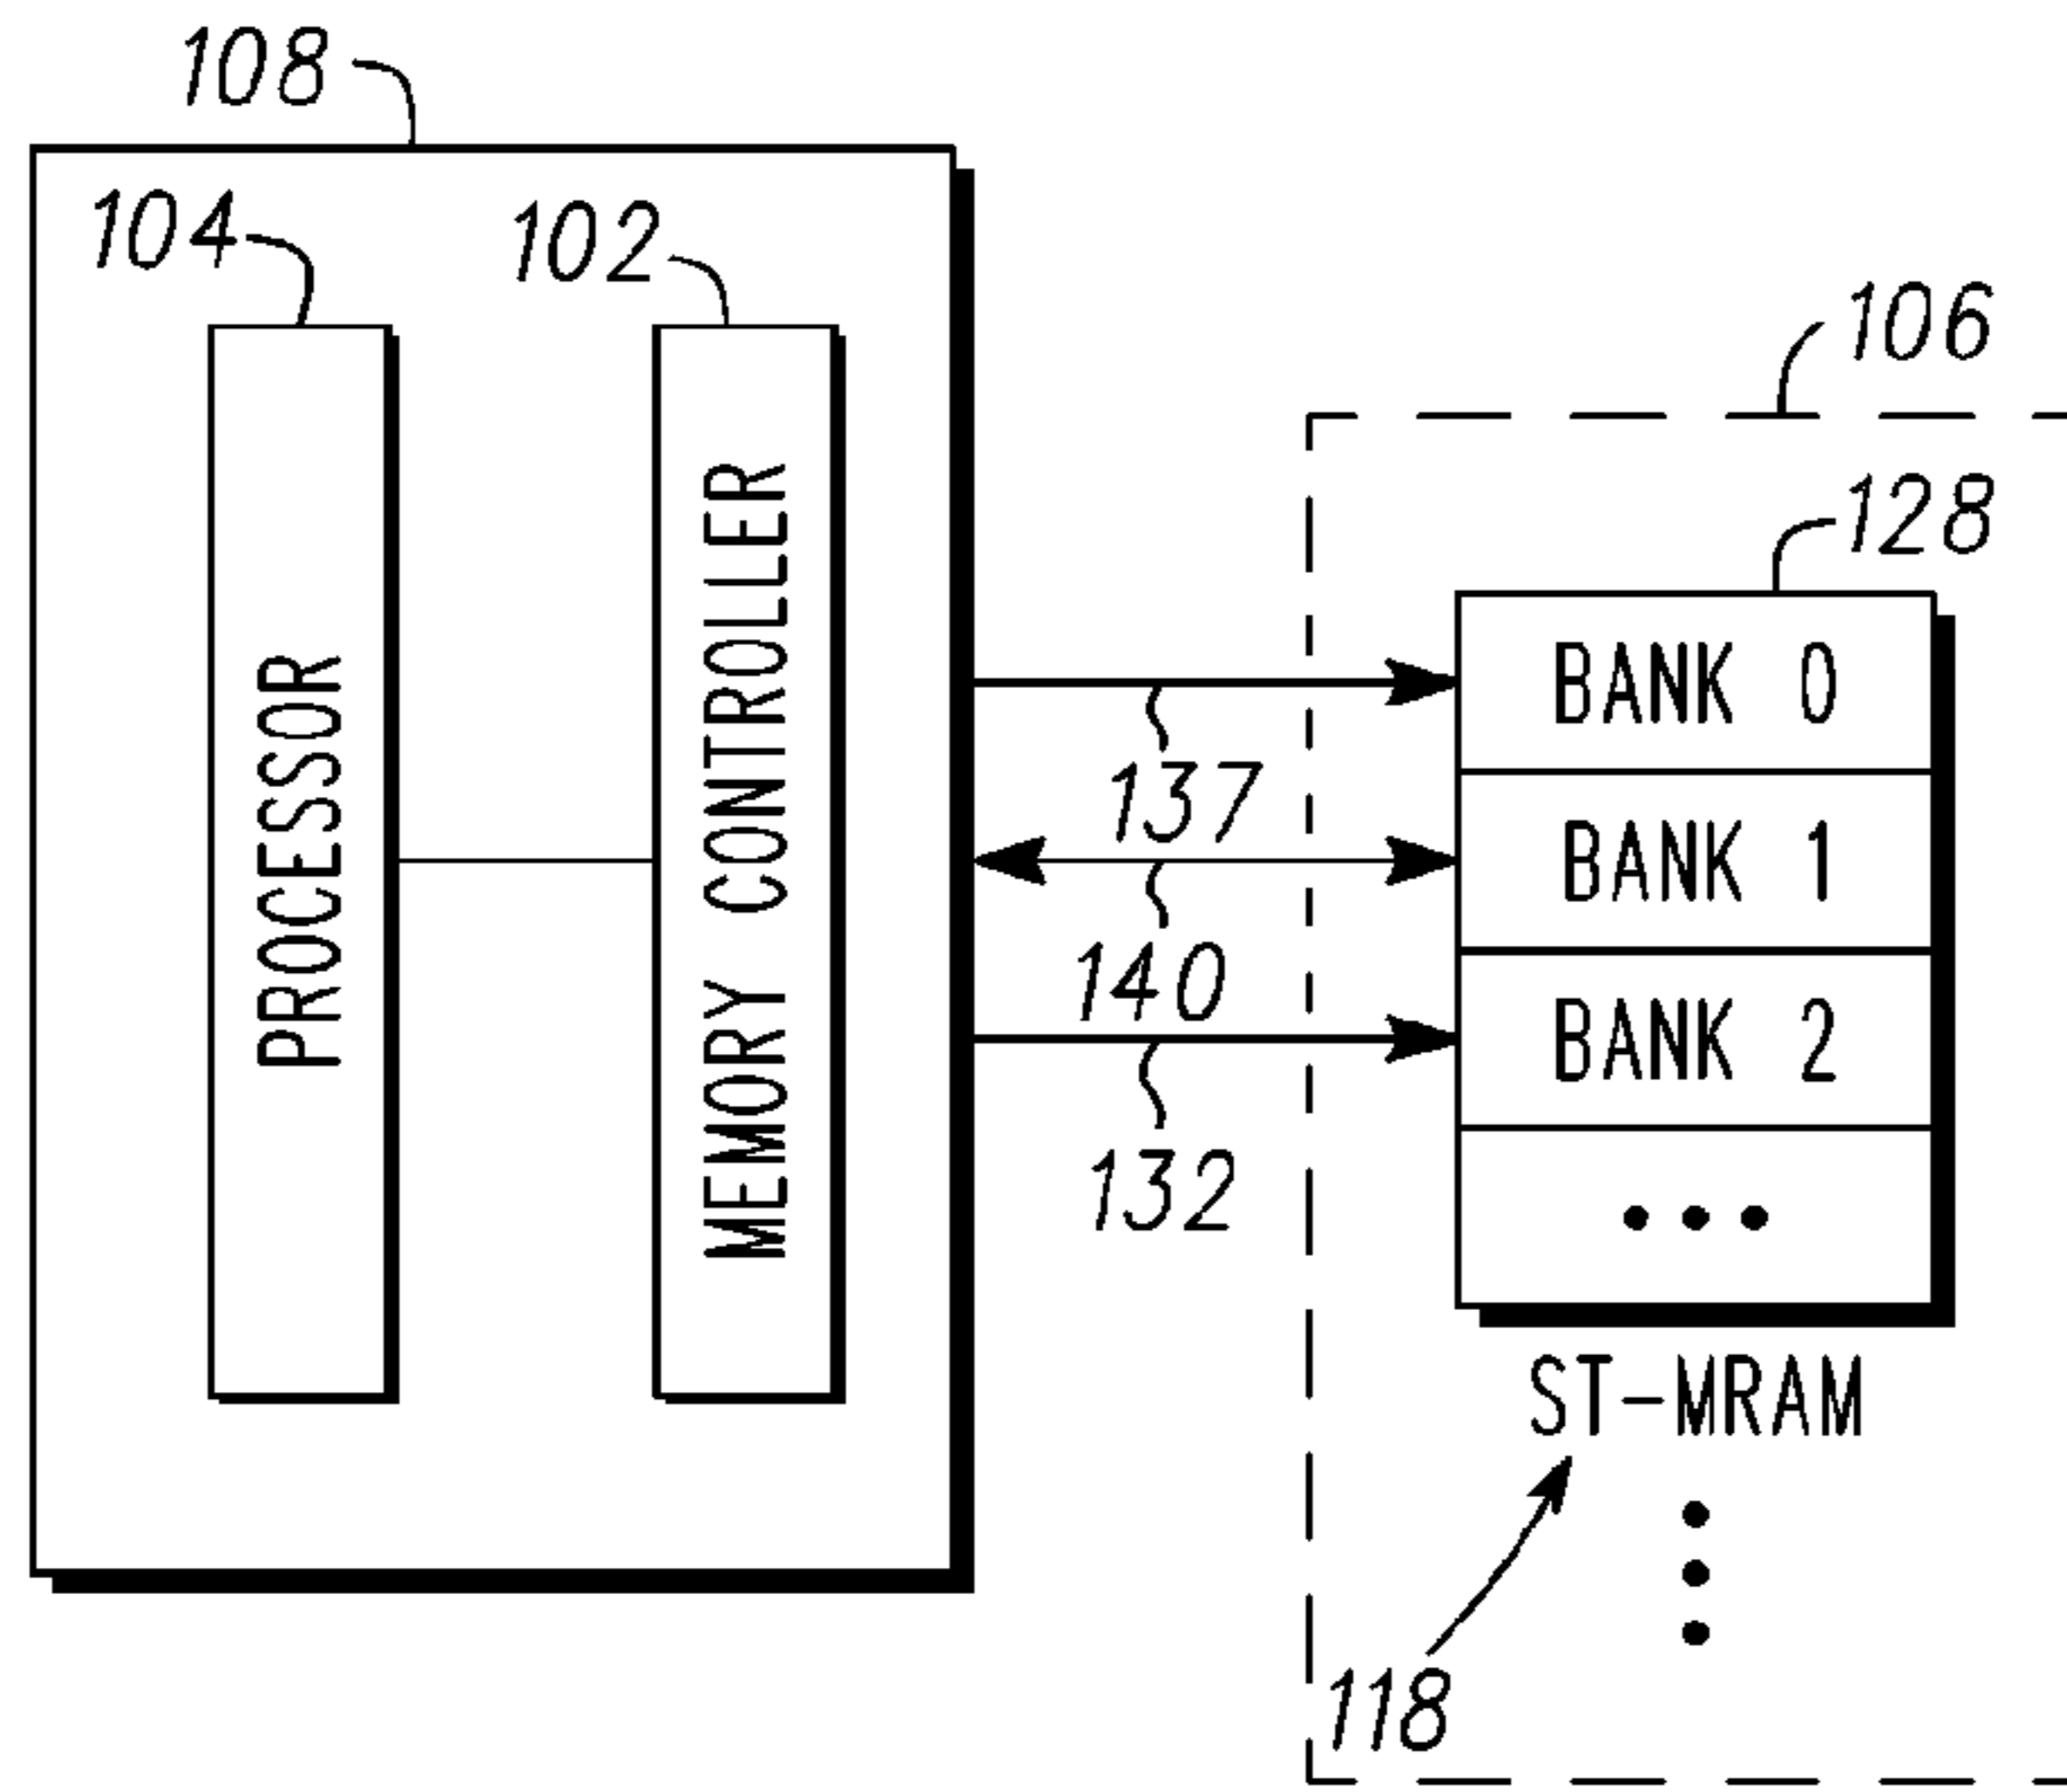 108
104
102
106
128
PROCESSOR
MEMORY CONTROLLER
BANK 0
137
BANK 1
140
BANK 2
132
•••
ST-MRAM
118